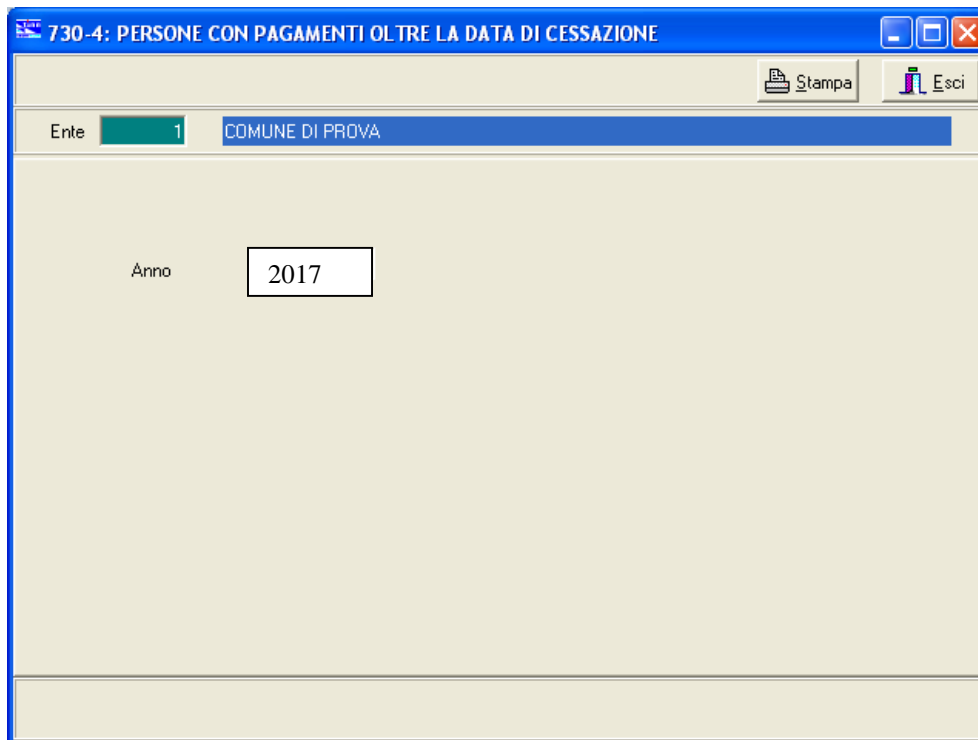 730-4: PERSONE CON PAGAMENTI OLTRE LA DATA DI CESSAZIONE
Stampa Esci
Ente 1 COMUNE DI PROVA
Anno 2017